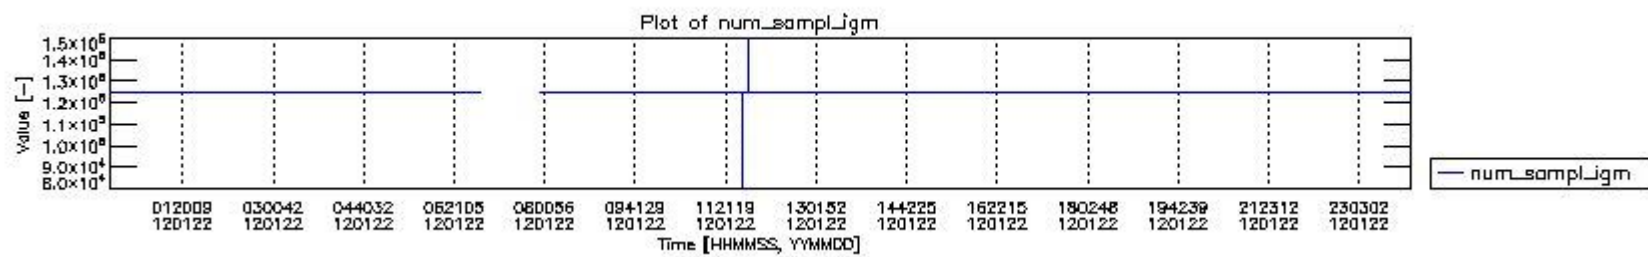 Plot of num_sampl_igm
Value [-]
1.5×10⁵
1.4×10⁵
1.3×10⁵
1.2×10⁵
1.1×10⁵
1.0×10⁵
9.0×10⁴
8.0×10⁴
012009 030042 044032 062105 080056 094129 112119 130152 144225 162215 180248 194239 212312 230302
120122 120122 120122 120122 120122 120122 120122 120122 120122 120122 120122 120122 120122 120122
Time [HHMMSS, YYMMDD]
num_sampl_igm